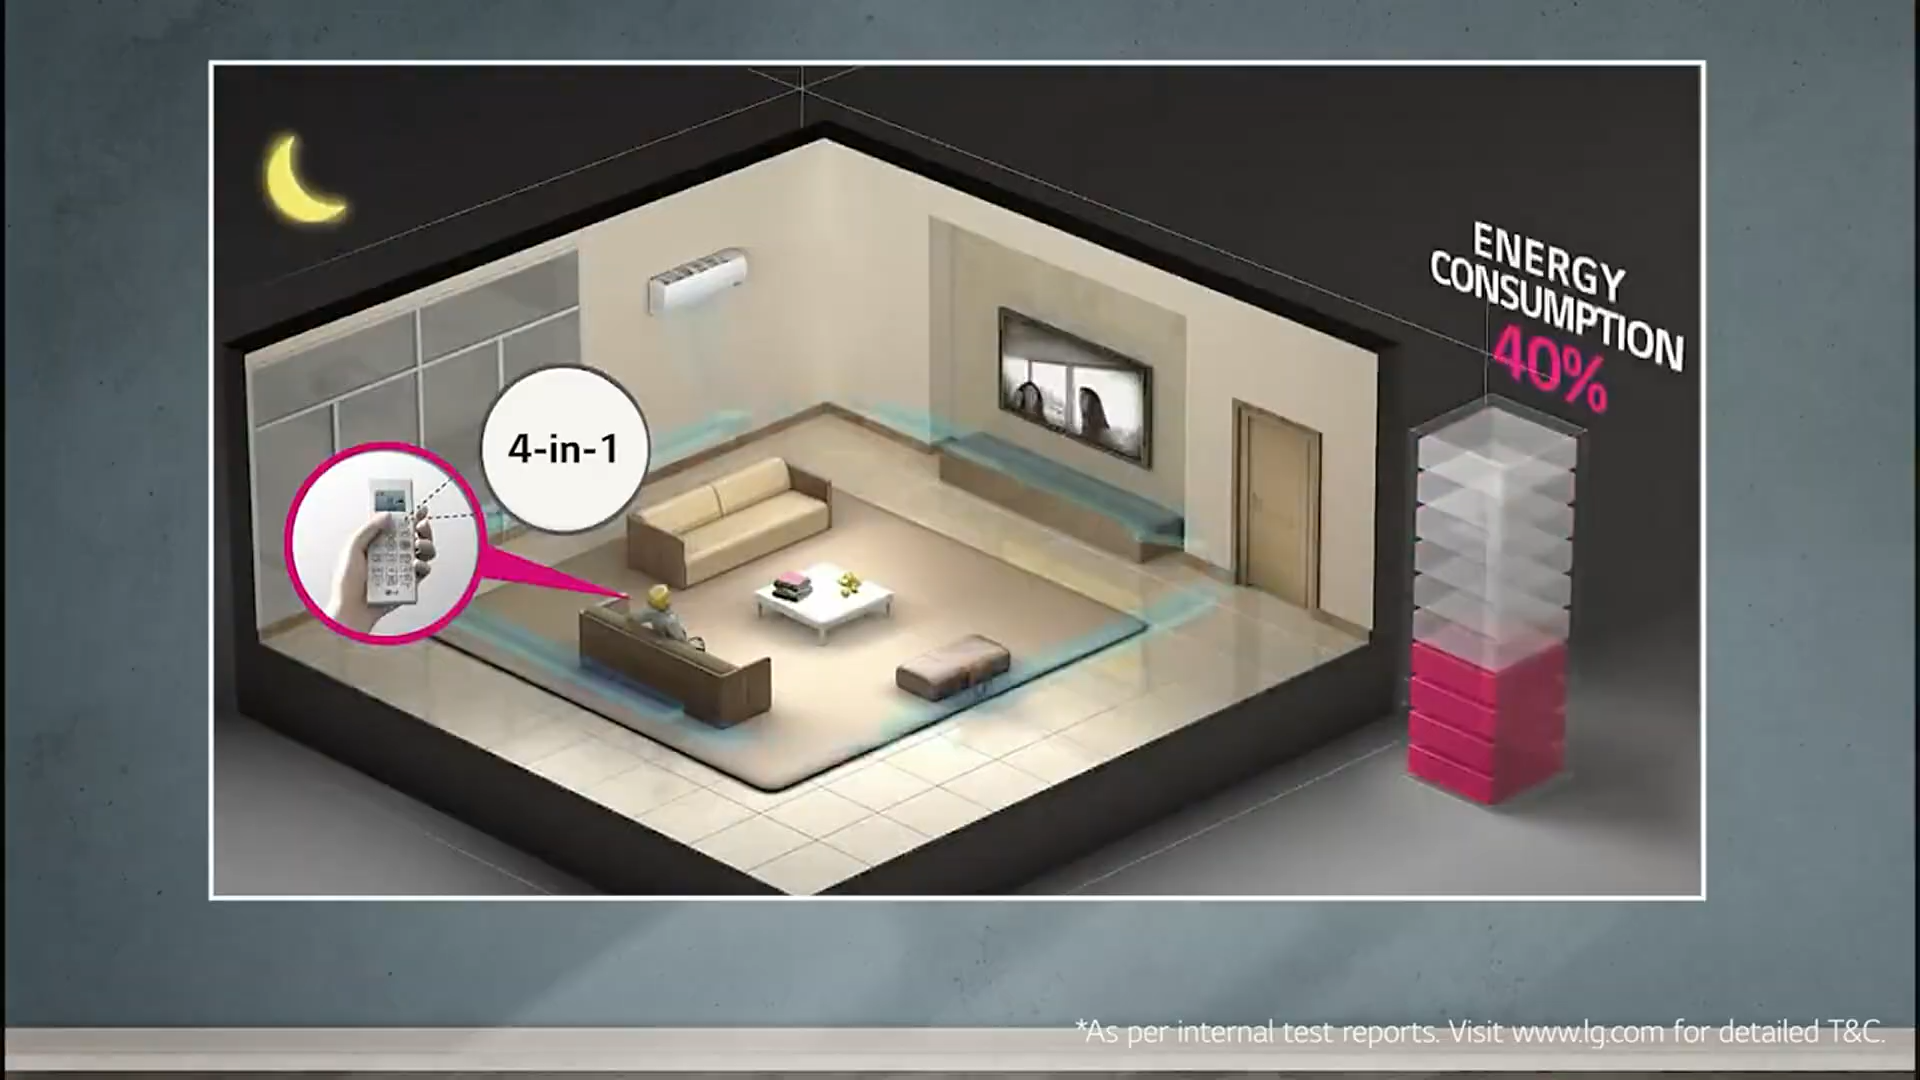 ENERGY
CONSUMPTION
40%
4-in-1
*As per internal test reports. Visit www.lg.com for detailed T&C.